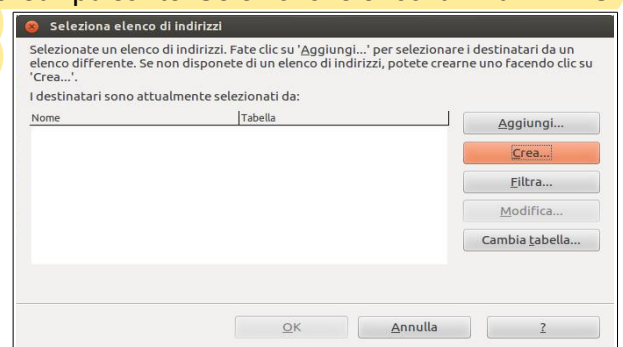 Seleziona elenco di indirizzi
Selezionate un elenco di indirizzi. Fate clic su 'Aggiungi...' per selezionare i destinatari da un
elenco differente. Se non disponete di un elenco di indirizzi, potete crearne uno facendo clic su
'Crea...'.
I destinatari sono attualmente selezionati da:
Nome Tabella
Aggiungi...
Crea...
Filtra...
Modifica...
Cambia tabella...
OK Annulla ?